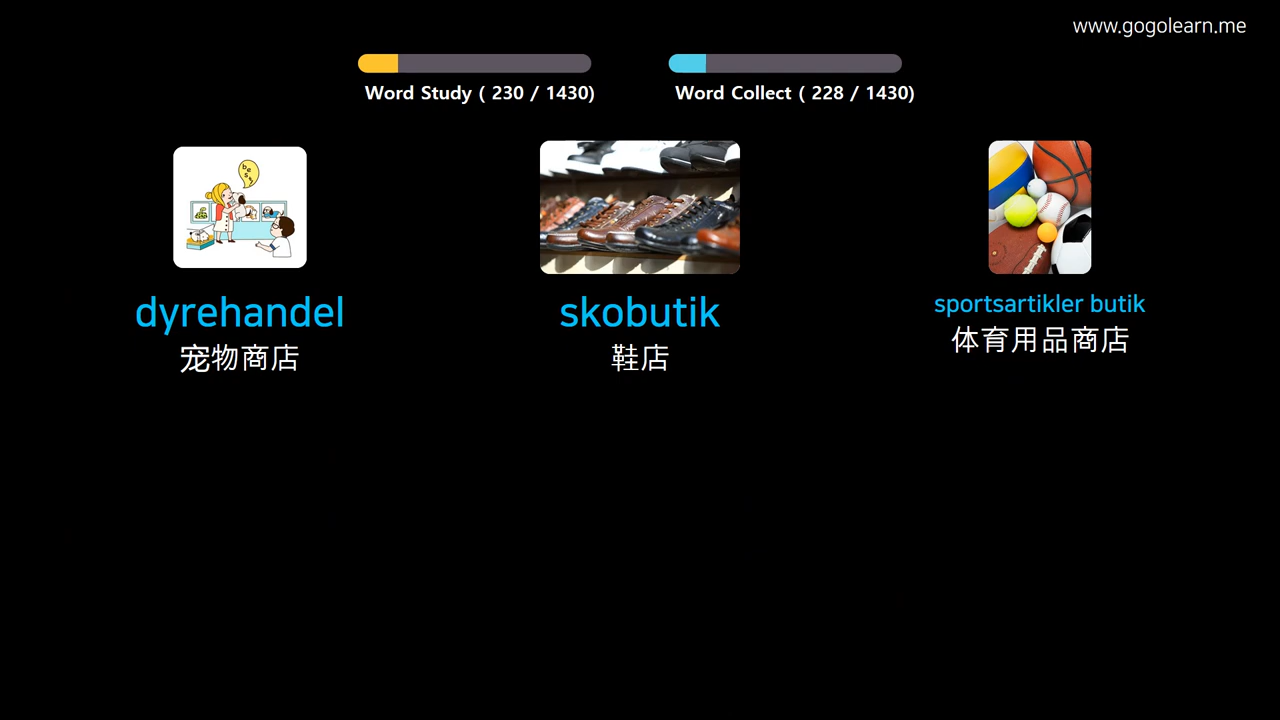 www.gogolearn.me
Word Study ( 230 / 1430)
Word Collect ( 228 / 1430)
dyrehandel
宠物商店
skobutik
鞋店
sportsartikler butik
体育用品商店